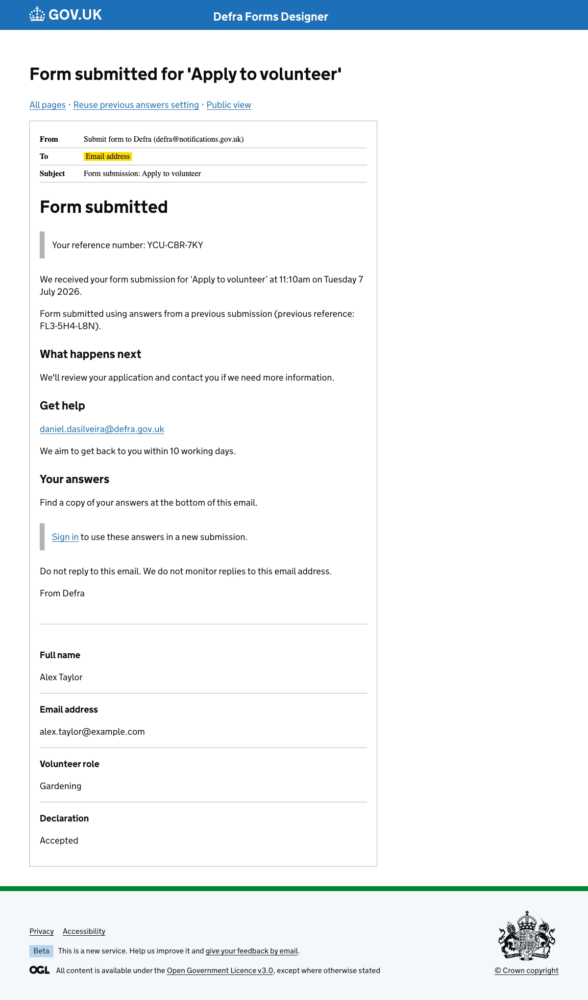 GOV.UK
Defra Forms Designer
Form submitted for 'Apply to volunteer'
All pages · Reuse previous answers setting · Public view
From Submit form to Defra (defra@notifications.gov.uk)
To Email address
Subject Form submission: Apply to volunteer
Form submitted
Your reference number: YCU-C8R-7KY
We received your form submission for ‘Apply to volunteer’ at 11:10am on Tuesday 7
July 2026.
Form submitted using answers from a previous submission (previous reference:
FL3-5H4-L8N).
What happens next
We'll review your application and contact you if we need more information.
Get help
daniel.dasilveira@defra.gov.uk
We aim to get back to you within 10 working days.
Your answers
Find a copy of your answers at the bottom of this email.
Sign in to use these answers in a new submission.
Do not reply to this email. We do not monitor replies to this email address.
From Defra
Full name
Alex Taylor
Email address
alex.taylor@example.com
Volunteer role
Gardening
Declaration
Accepted
Privacy Accessibility
Beta This is a new service. Help us improve it and give your feedback by email.
OGL All content is available under the Open Government Licence v3.0, except where otherwise stated
© Crown copyright